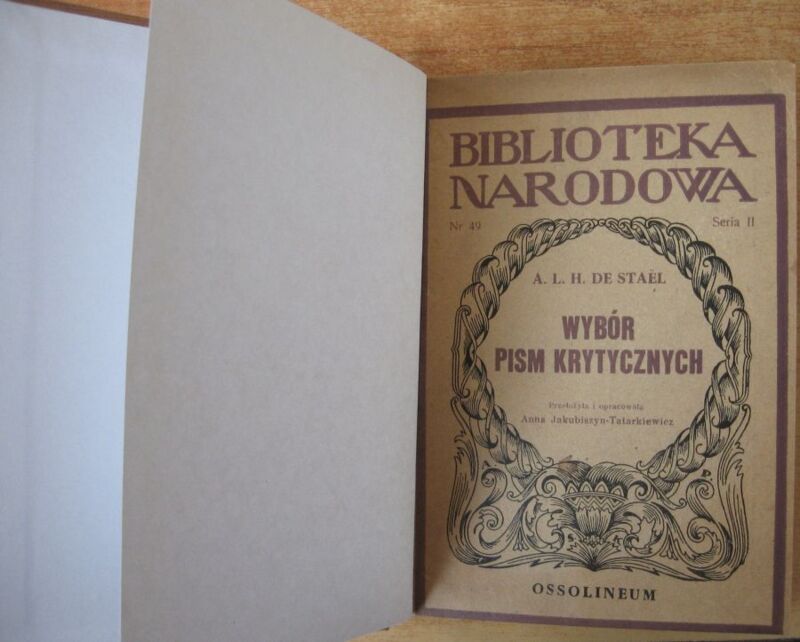 BIBLIOTEKA
NARODOWA
Nr 49 Seria II
A. L. H. DE STAËL
WYBÓR
PISM KRYTYCZNYCH
Przełożyła i opracowała
Anna Jakubiszyn-Tatarkiewicz
OSSOLINEUM